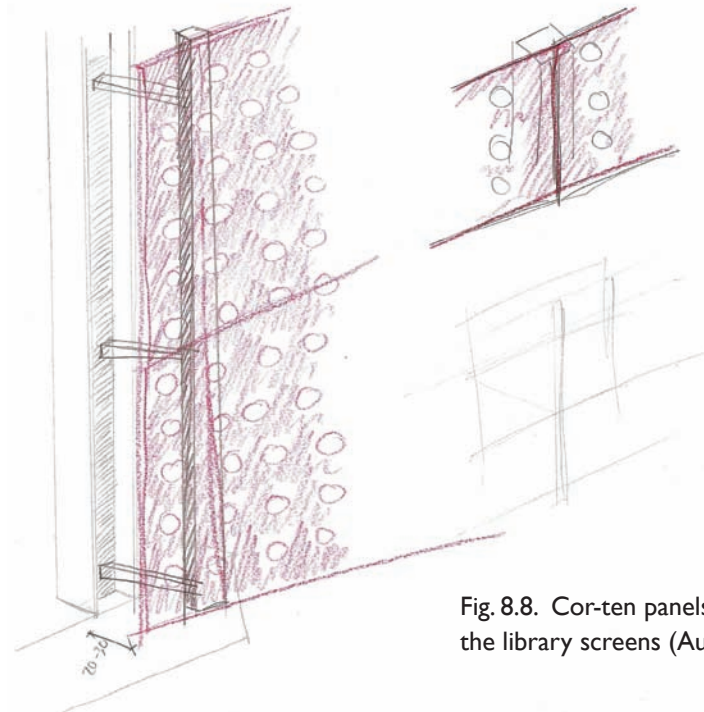 20-30
Fig. 8.8. Cor-ten panels
the library screens (Au